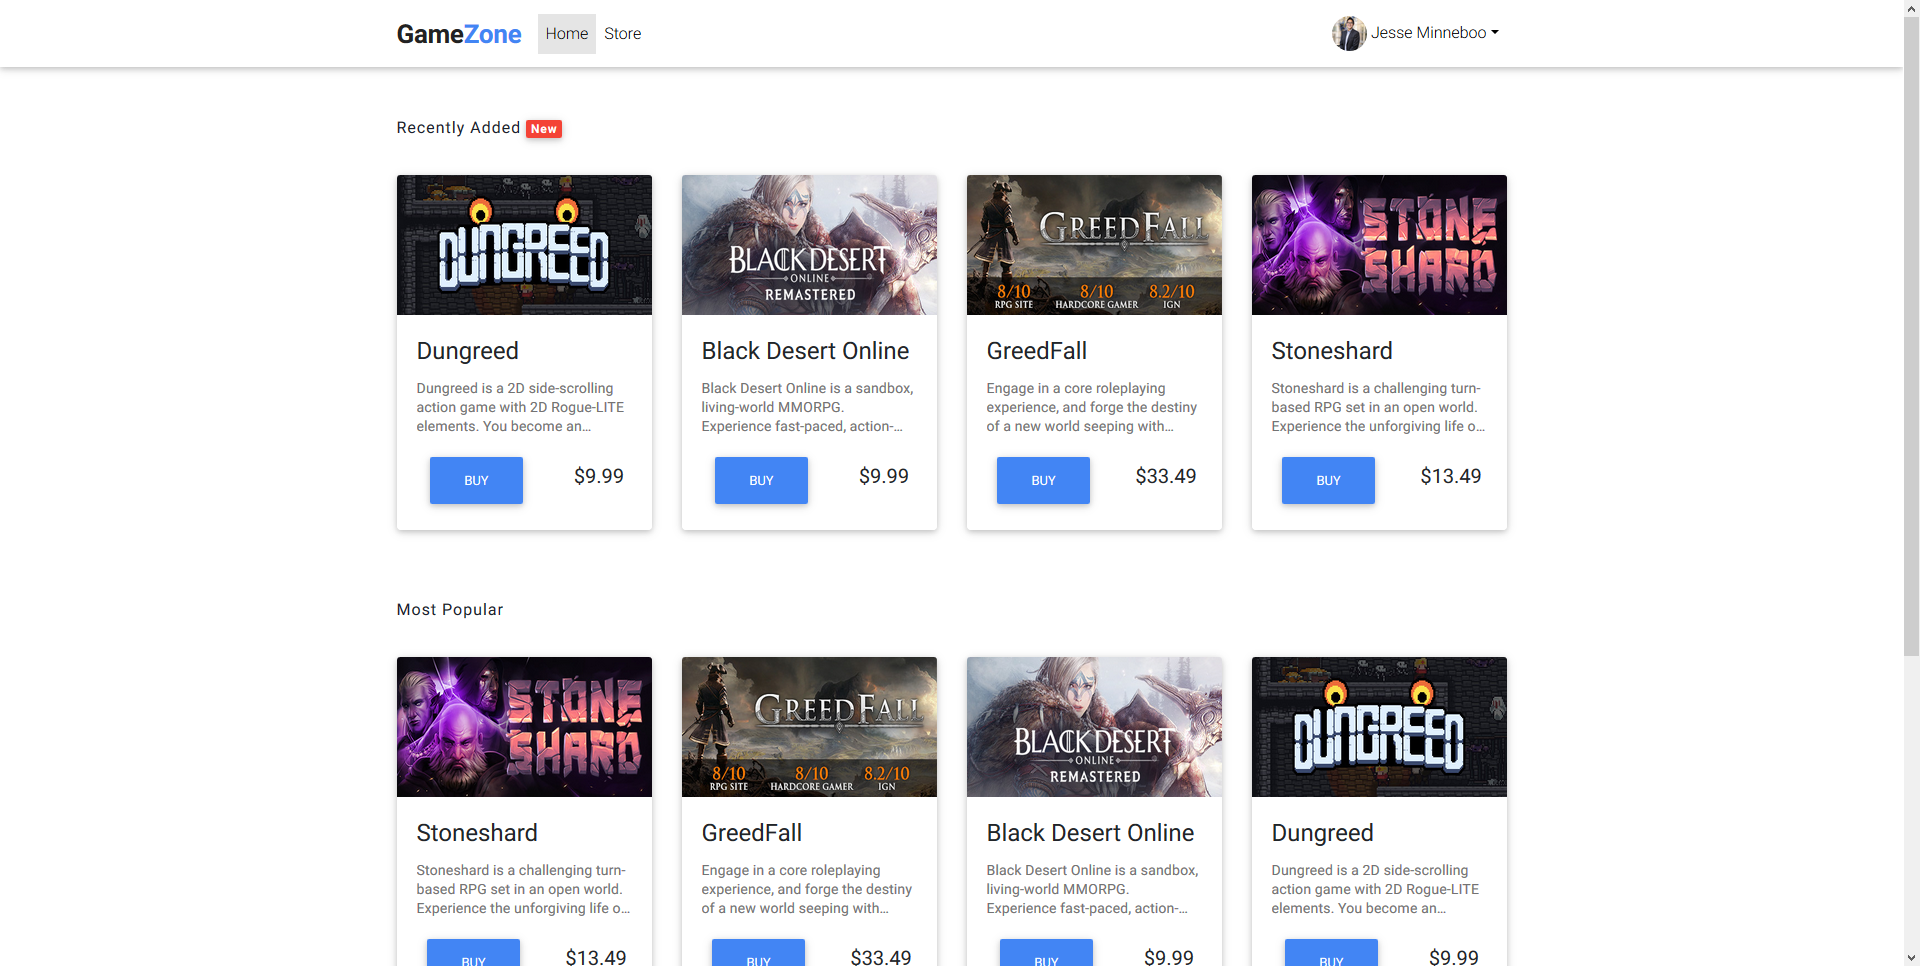 GameZone Home Store Jesse Minneboo
Recently Added New
DUNGREED
BLACK DESERT
ONLINE
REMASTERED
GREEDFALL
8/10 8/10 8.2/10
RPG SITE HARDCORE GAMER IGN
STONE
SHARD
Dungreed
Dungreed is a 2D side-scrolling
action game with 2D Rogue-LITE
elements. You become an...
BUY $9.99
Black Desert Online
Black Desert Online is a sandbox,
living-world MMORPG.
Experience fast-paced, action-...
BUY $9.99
GreedFall
Engage in a core roleplaying
experience, and forge the destiny
of a new world seeping with...
BUY $33.49
Stoneshard
Stoneshard is a challenging turn-
based RPG set in an open world.
Experience the unforgiving life o...
BUY $13.49
Most Popular
STONE
SHARD
GREEDFALL
8/10 8/10 8.2/10
RPG SITE HARDCORE GAMER IGN
BLACK DESERT
ONLINE
REMASTERED
DUNGREED
Stoneshard
Stoneshard is a challenging turn-
based RPG set in an open world.
Experience the unforgiving life o...
BUY $13.49
GreedFall
Engage in a core roleplaying
experience, and forge the destiny
of a new world seeping with...
BUY $33.49
Black Desert Online
Black Desert Online is a sandbox,
living-world MMORPG.
Experience fast-paced, action-...
BUY $9.99
Dungreed
Dungreed is a 2D side-scrolling
action game with 2D Rogue-LITE
elements. You become an...
BUY $9.99